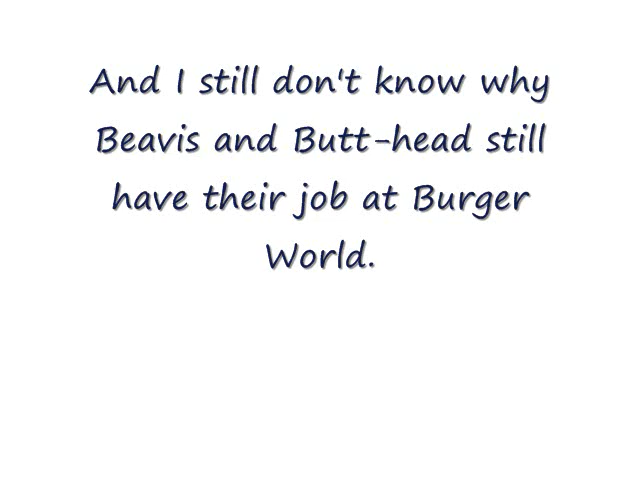 And I still don't know why
Beavis and Butt-head still
have their job at Burger
World.